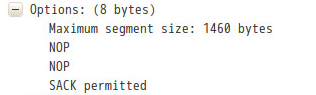 Options: (8 bytes)
Maximum segment size: 1460 bytes
NOP
NOP
SACK permitted